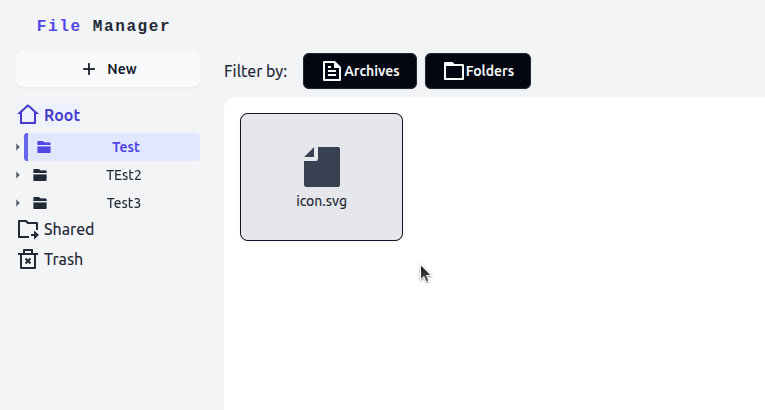 File Manager
New
Filter by:
Archives
Folders
Root
Test
TEst2
Test3
Shared
Trash
icon.svg